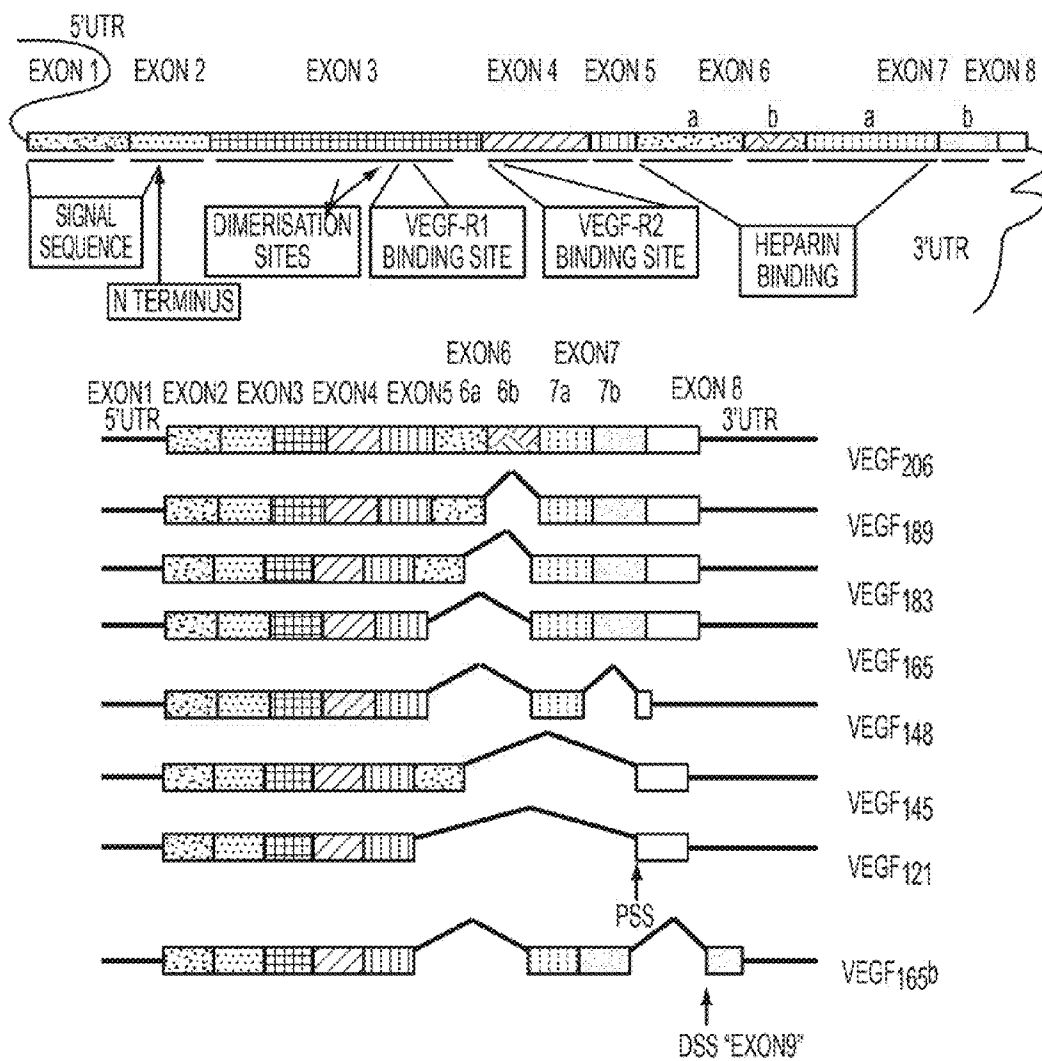 5'UTR
EXON 1 EXON 2 EXON 3 EXON 4 EXON 5 EXON 6 EXON 7 EXON 8
a b a b
SIGNAL
SEQUENCE
N TERMINUS
DIMERISATION
SITES
VEGF-R1
BINDING SITE
VEGF-R2
BINDING SITE
HEPARIN
BINDING
3'UTR
EXON6 EXON7
EXON1 EXON2 EXON3 EXON4 EXON5 6a 6b 7a 7b EXON 8
5'UTR 3'UTR
VEGF206
VEGF189
VEGF183
VEGF165
VEGF148
VEGF145
VEGF121
PSS
VEGF165b
DSS "EXON9"